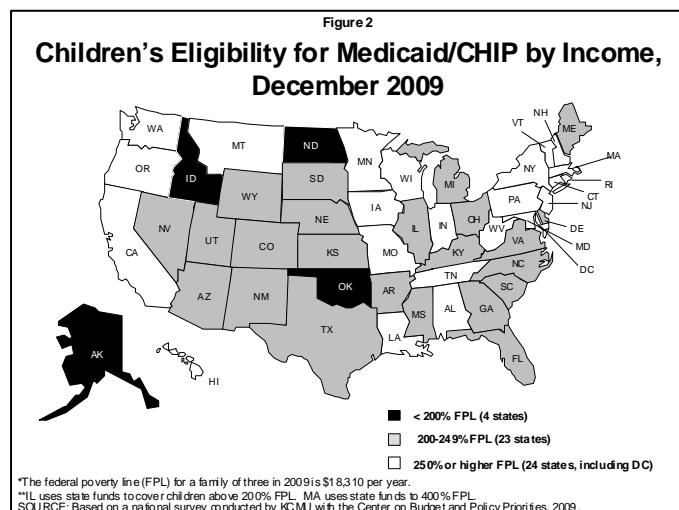 Figure 2
Children's Eligibility for Medicaid/CHIP by Income,
December 2009
WA
MT
ND
MN
OR
ID
WY
SD
WI
MI
NY
VT
NH
ME
MA
RI
CT
NJ
PA
DE
MD
DC
CA
NV
UT
CO
NE
KS
IA
MO
IL
IN
OH
WV
VA
KY
NC
TN
SC
AZ
NM
OK
AR
MS
AL
GA
TX
LA
FL
AK
HI
< 200% FPL (4 states)
200-249% FPL (23 states)
250% or higher FPL (24 states, including DC)
*The federal poverty line (FPL) for a family of three in 2009 is $18,310 per year.
**IL uses state funds to cover children above 200% FPL. MA uses state funds to 400% FPL.
SOURCE: Based on a national survey conducted by KCMU with the Center on Budget and Policy Priorities, 2009.